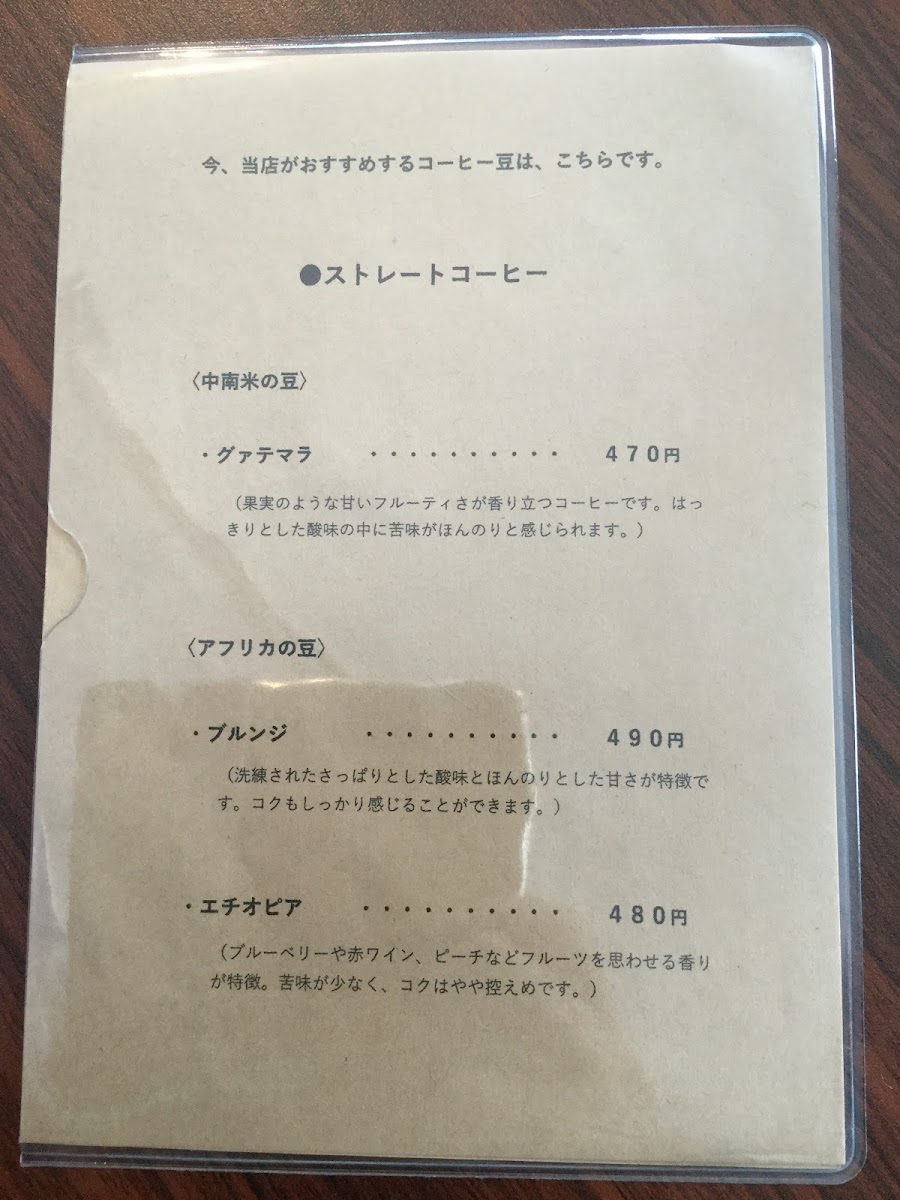 今、当店がおすすめするコーヒー豆は、こちらです。
●ストレートコーヒー
〈中南米の豆〉
・グァテマラ ・・・・・・・・・・ 470円
（果実のような甘いフルーティさが香り立つコーヒーです。はっ
きりとした酸味の中に苦味がほんのりと感じられます。）
〈アフリカの豆〉
・ブルンジ ・・・・・・・・・・ 490円
（洗練されたさっぱりとした酸味とほんのりとした甘さが特徴で
す。コクもしっかり感じることができます。）
・エチオピア ・・・・・・・・・・ 480円
（ブルーベリーや赤ワイン、ピーチなどフルーツを思わせる香り
が特徴。苦味が少なく、コクはやや控えめです。）